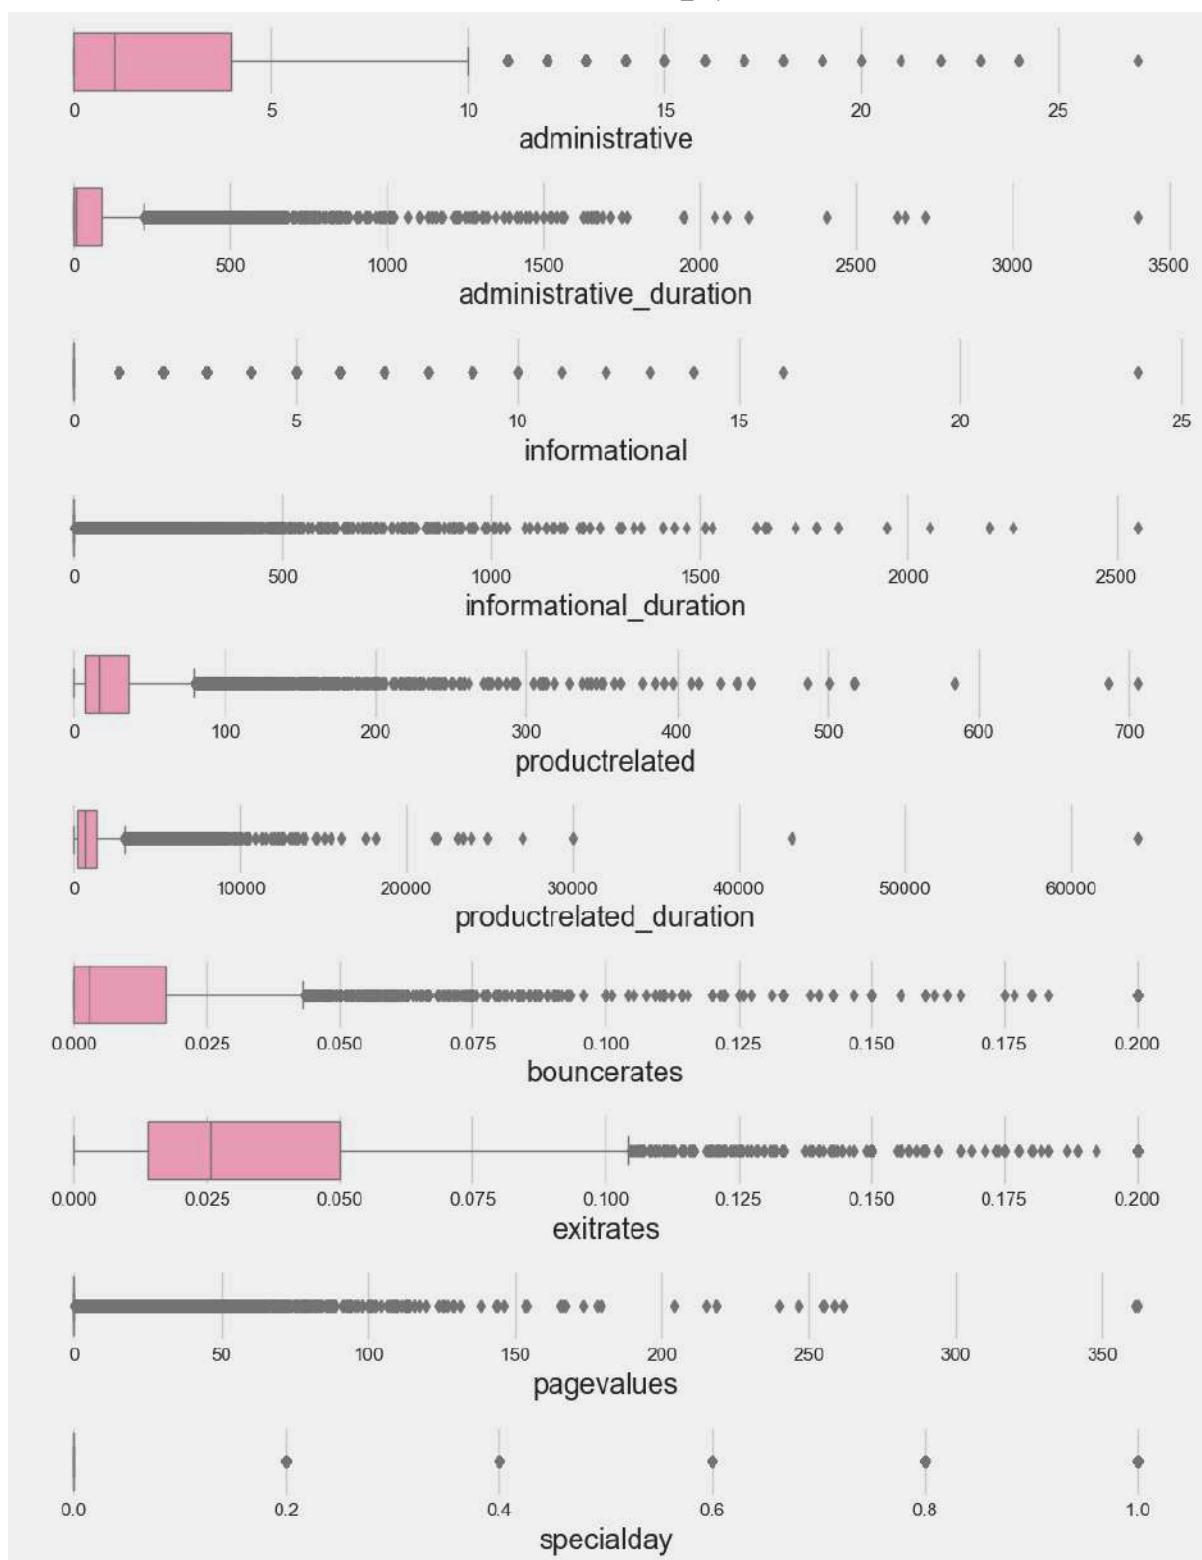 0 5 10 15 20 25
administrative
0 500 1000 1500 2000 2500 3000 3500
administrative_duration
0 5 10 15 20 25
informational
0 500 1000 1500 2000 2500
informational_duration
0 100 200 300 400 500 600 700
productrelated
0 10000 20000 30000 40000 50000 60000
productrelated_duration
0.000 0.025 0.050 0.075 0.100 0.125 0.150 0.175 0.200
bouncerates
0.000 0.025 0.050 0.075 0.100 0.125 0.150 0.175 0.200
exitrates
0 50 100 150 200 250 300 350
pagevalues
0.0 0.2 0.4 0.6 0.8 1.0
specialday